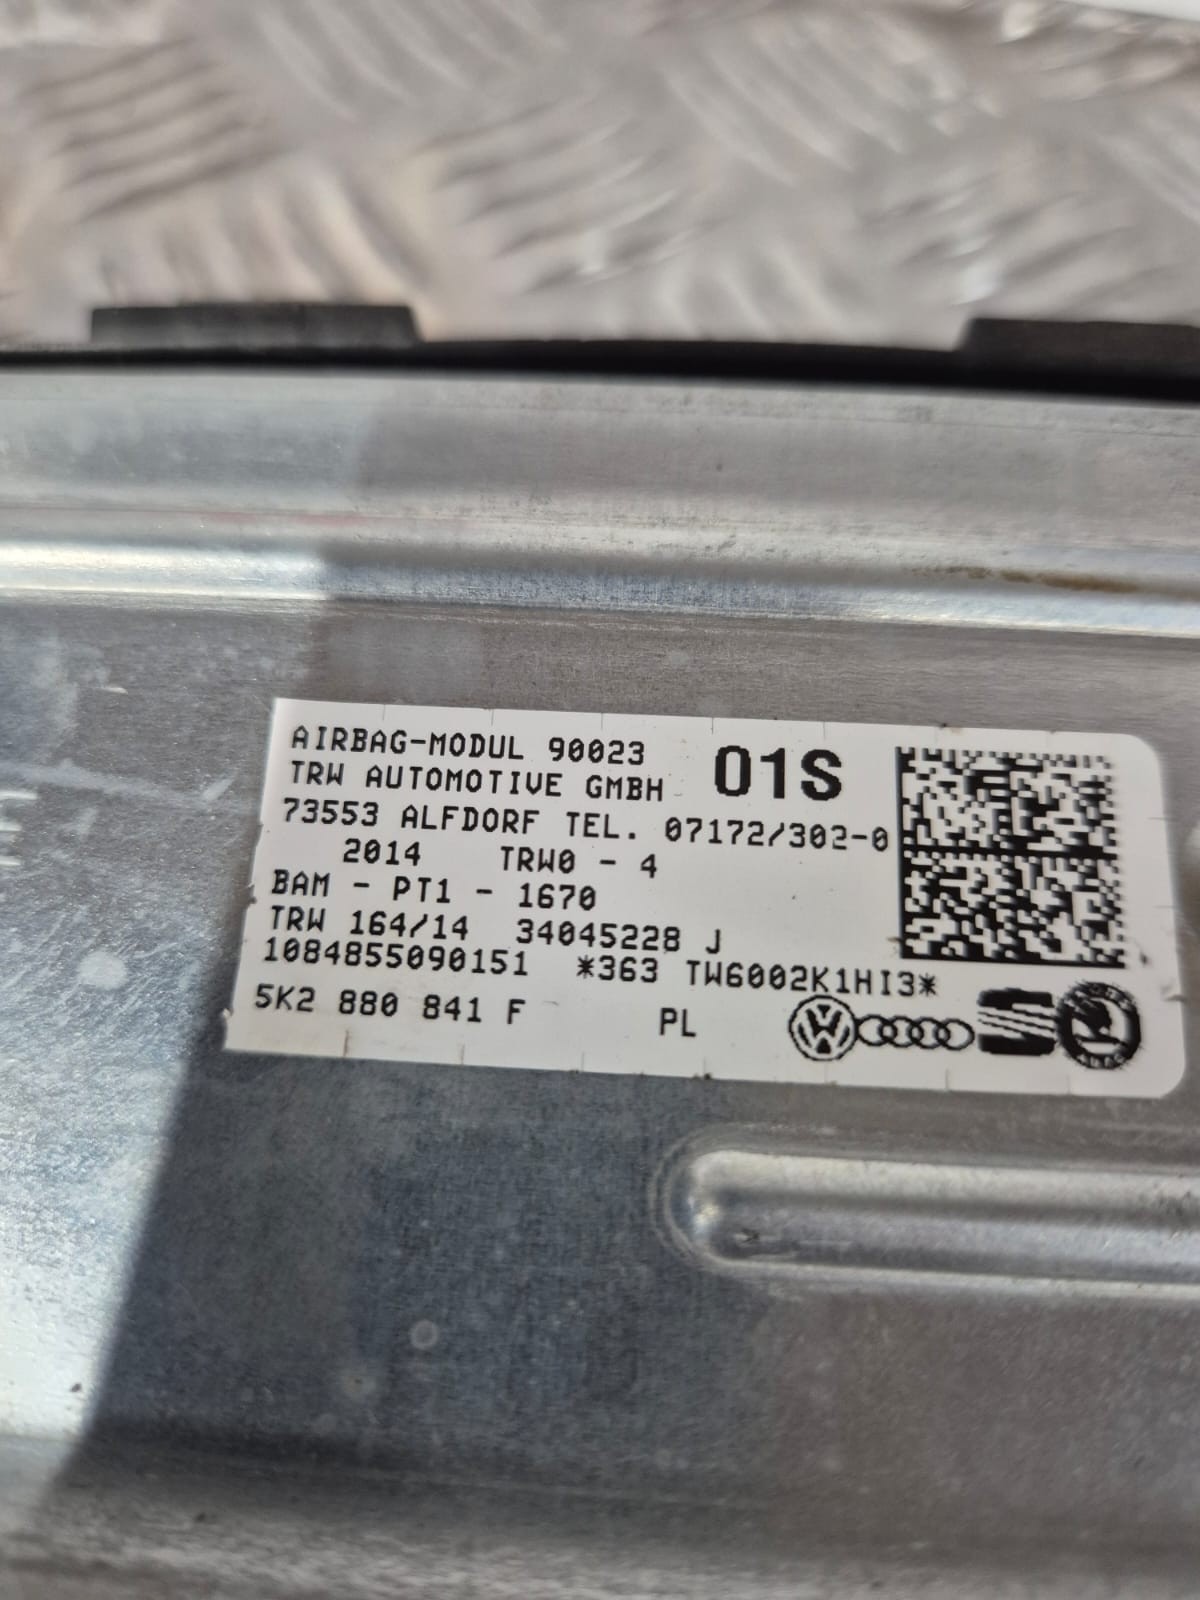 AIRBAG-MODUL 90023 01S
TRW AUTOMOTIVE GMBH
73553 ALFDORF TEL. 07172/302-0
2014 TRW0 - 4
BAM - PT1 - 1670
TRW 164/14 34045228 J
1084855090151 *363 TW6002K1HI3*
5K2 880 841 F PL